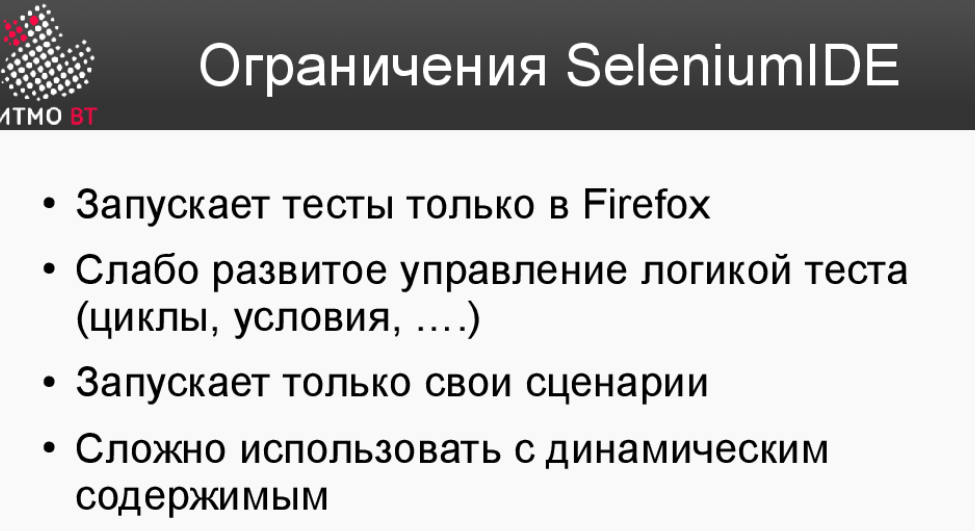 ИТМО ВТ
Ограничения SeleniumIDE
• Запускает тесты только в Firefox
• Слабо развитое управление логикой теста
(циклы, условия, ....)
• Запускает только свои сценарии
• Сложно использовать с динамическим
содержимым